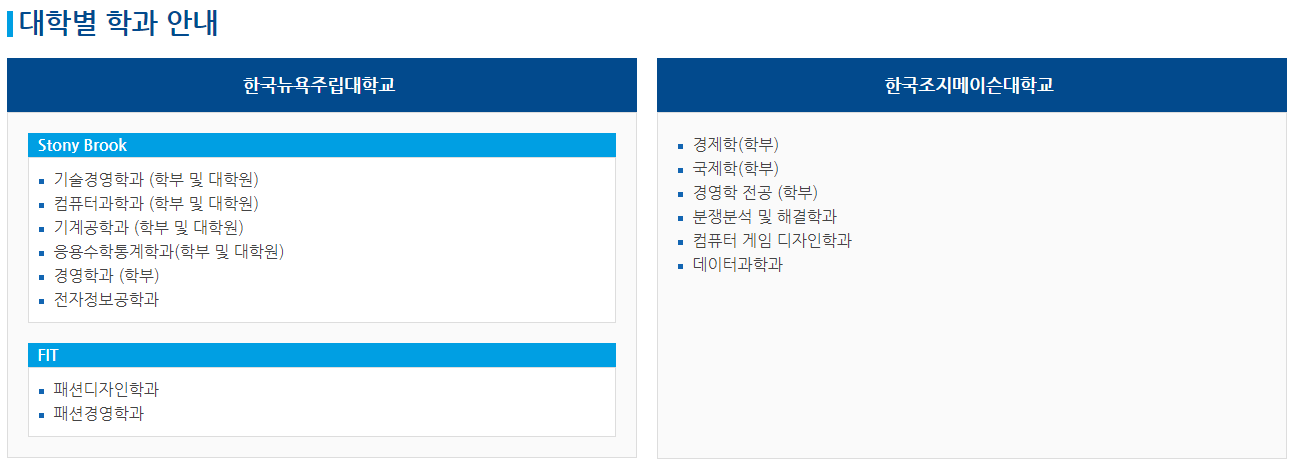 대학별 학과 안내
한국뉴욕주립대학교
Stony Brook
기술경영학과 (학부 및 대학원)
컴퓨터과학과 (학부 및 대학원)
기계공학과 (학부 및 대학원)
응용수학통계학과(학부 및 대학원)
경영학과 (학부)
전자정보공학과
FIT
패션디자인학과
패션경영학과
한국조지메이슨대학교
경제학(학부)
국제학(학부)
경영학 전공 (학부)
분쟁분석 및 해결학과
컴퓨터 게임 디자인학과
데이터과학과